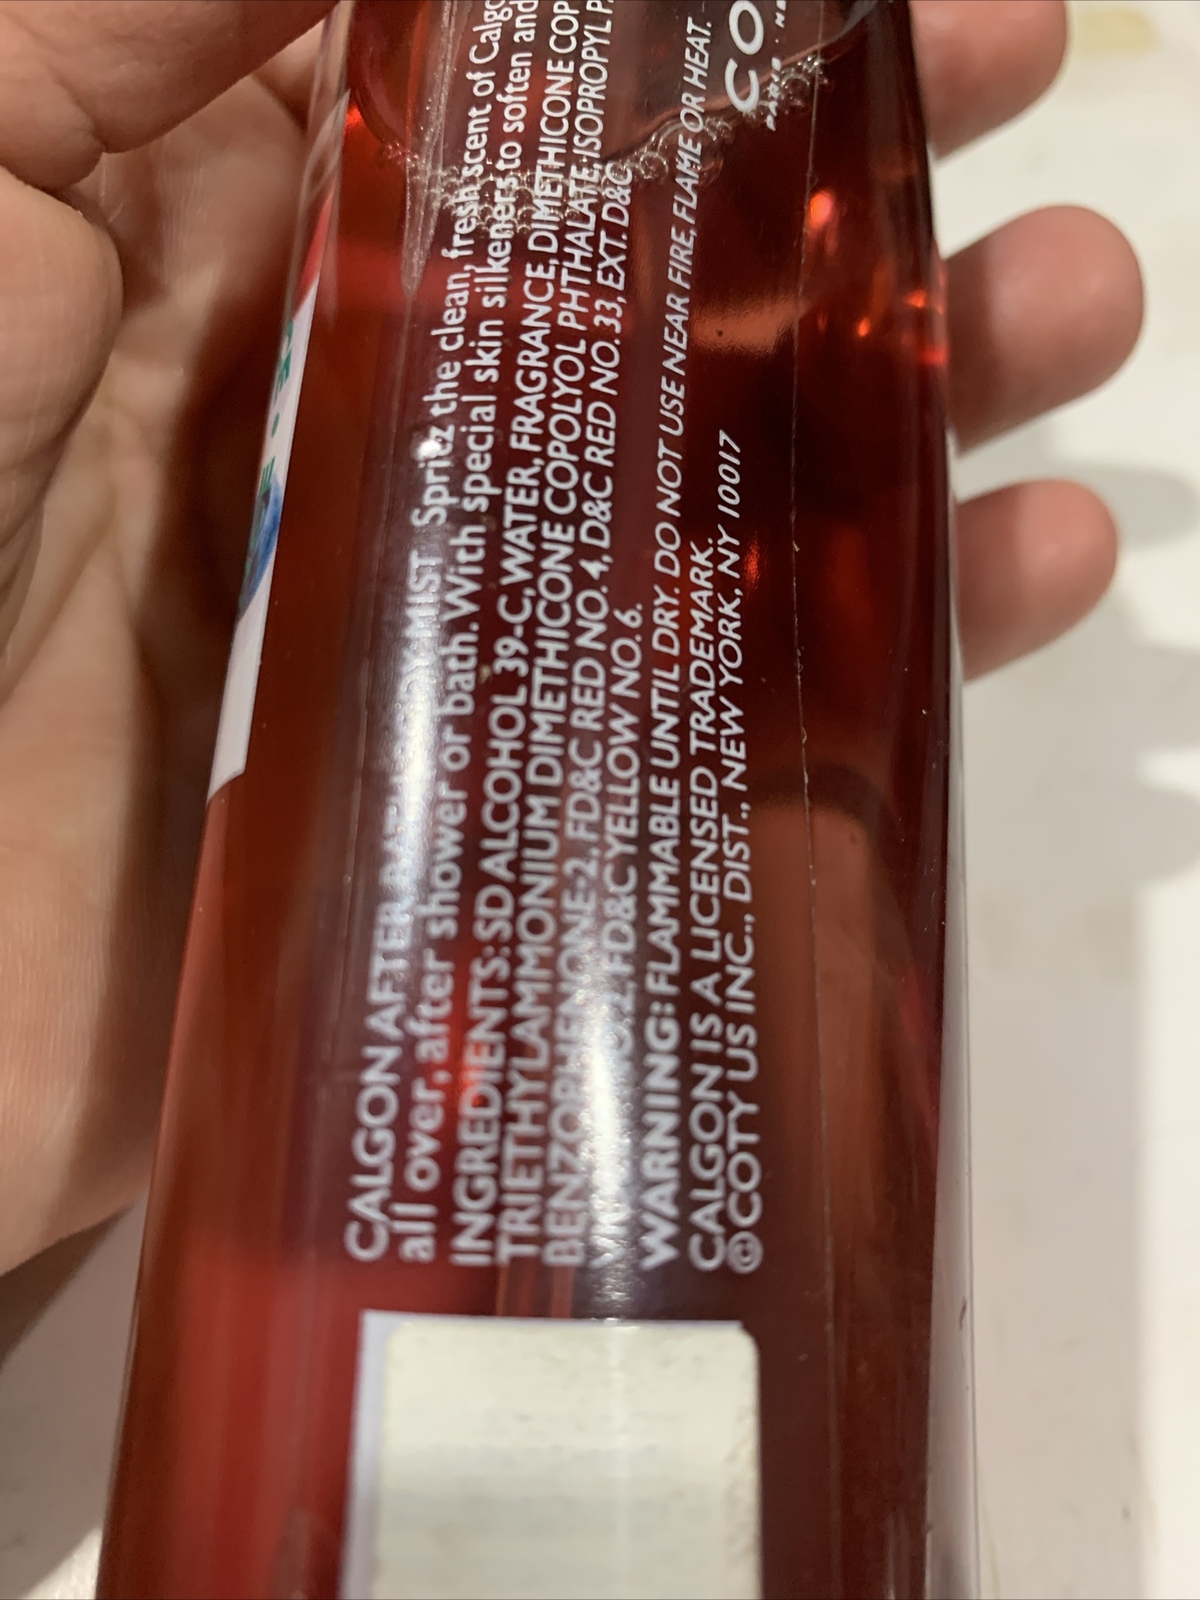 CALGON AFTER BATH BODY MIST Spritz the clean, fresh scent of Calgo
all over, after shower or bath. With special skin silkeners to soften and
INGREDIENTS: SD ALCOHOL 39-C, WATER, FRAGRANCE, DIMETHICONE COP
TRIETHYLAMMONIUM DIMETHICONE COPOLYOL PHTHALATE, ISOPROPYL P
BENZOPHENONE-2, FD&C RED NO. 4, D&C RED NO. 33, EXT. D&C
NO. 2, FD&C YELLOW NO. 6.
WARNING: FLAMMABLE UNTIL DRY. DO NOT USE NEAR FIRE, FLAME OR HEAT.
CALGON IS A LICENSED TRADEMARK.
© COTY US INC., DIST., NEW YORK, NY 10017
CO
PARIS · NE